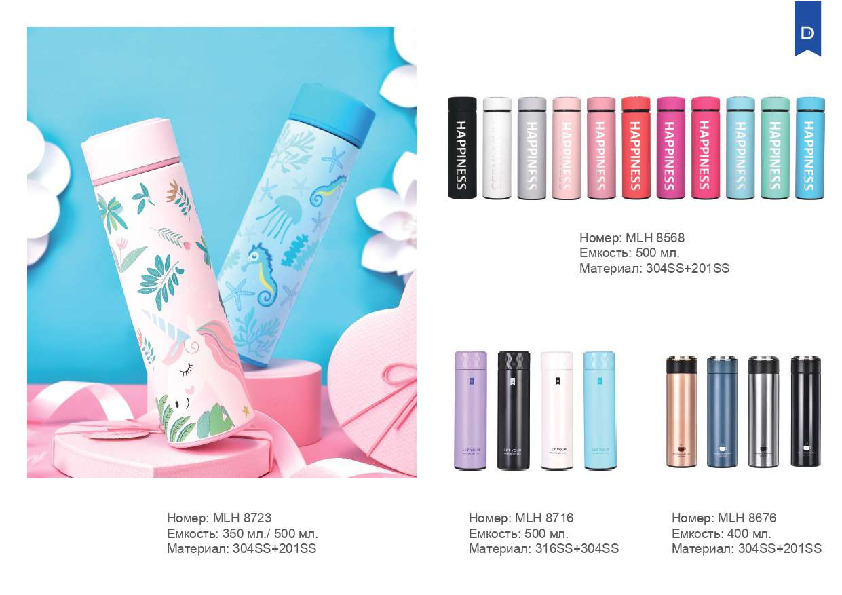 D
HAPPINESS
HAPPINESS
HAPPINESS
HAPPINESS
HAPPINESS
HAPPINESS
HAPPINESS
HAPPINESS
HAPPINESS
HAPPINESS
Номер: MLH 8568
Емкость: 500 мл.
Материал: 304SS+201SS
Номер: MLH 8723
Емкость: 350 мл./ 500 мл.
Материал: 304SS+201SS
Номер: MLH 8716
Емкость: 500 мл.
Материал: 316SS+304SS
Номер: MLH 8676
Емкость: 400 мл.
Материал: 304SS+201SS